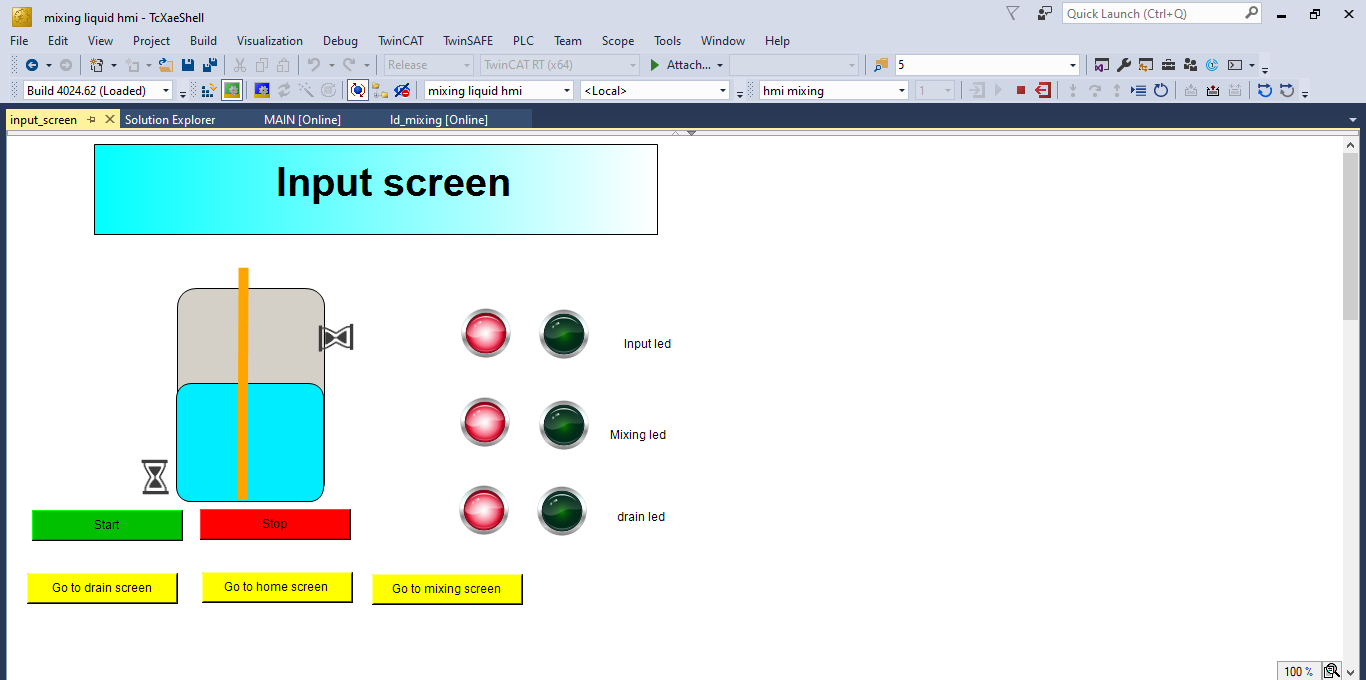 mixing liquid hmi - TcXaeShell
Quick Launch (Ctrl+Q)
File Edit View Project Build Visualization Debug TwinCAT TwinSAFE PLC Team Scope Tools Window Help
Release TwinCAT RT (x64) Attach... 5
Build 4024.62 (Loaded) mixing liquid hmi <Local> hmi mixing 1
input_screen Solution Explorer MAIN [Online] ld_mixing [Online]
Input screen
Input led
Mixing led
drain led
Start Stop
Go to drain screen Go to home screen Go to mixing screen
100 %